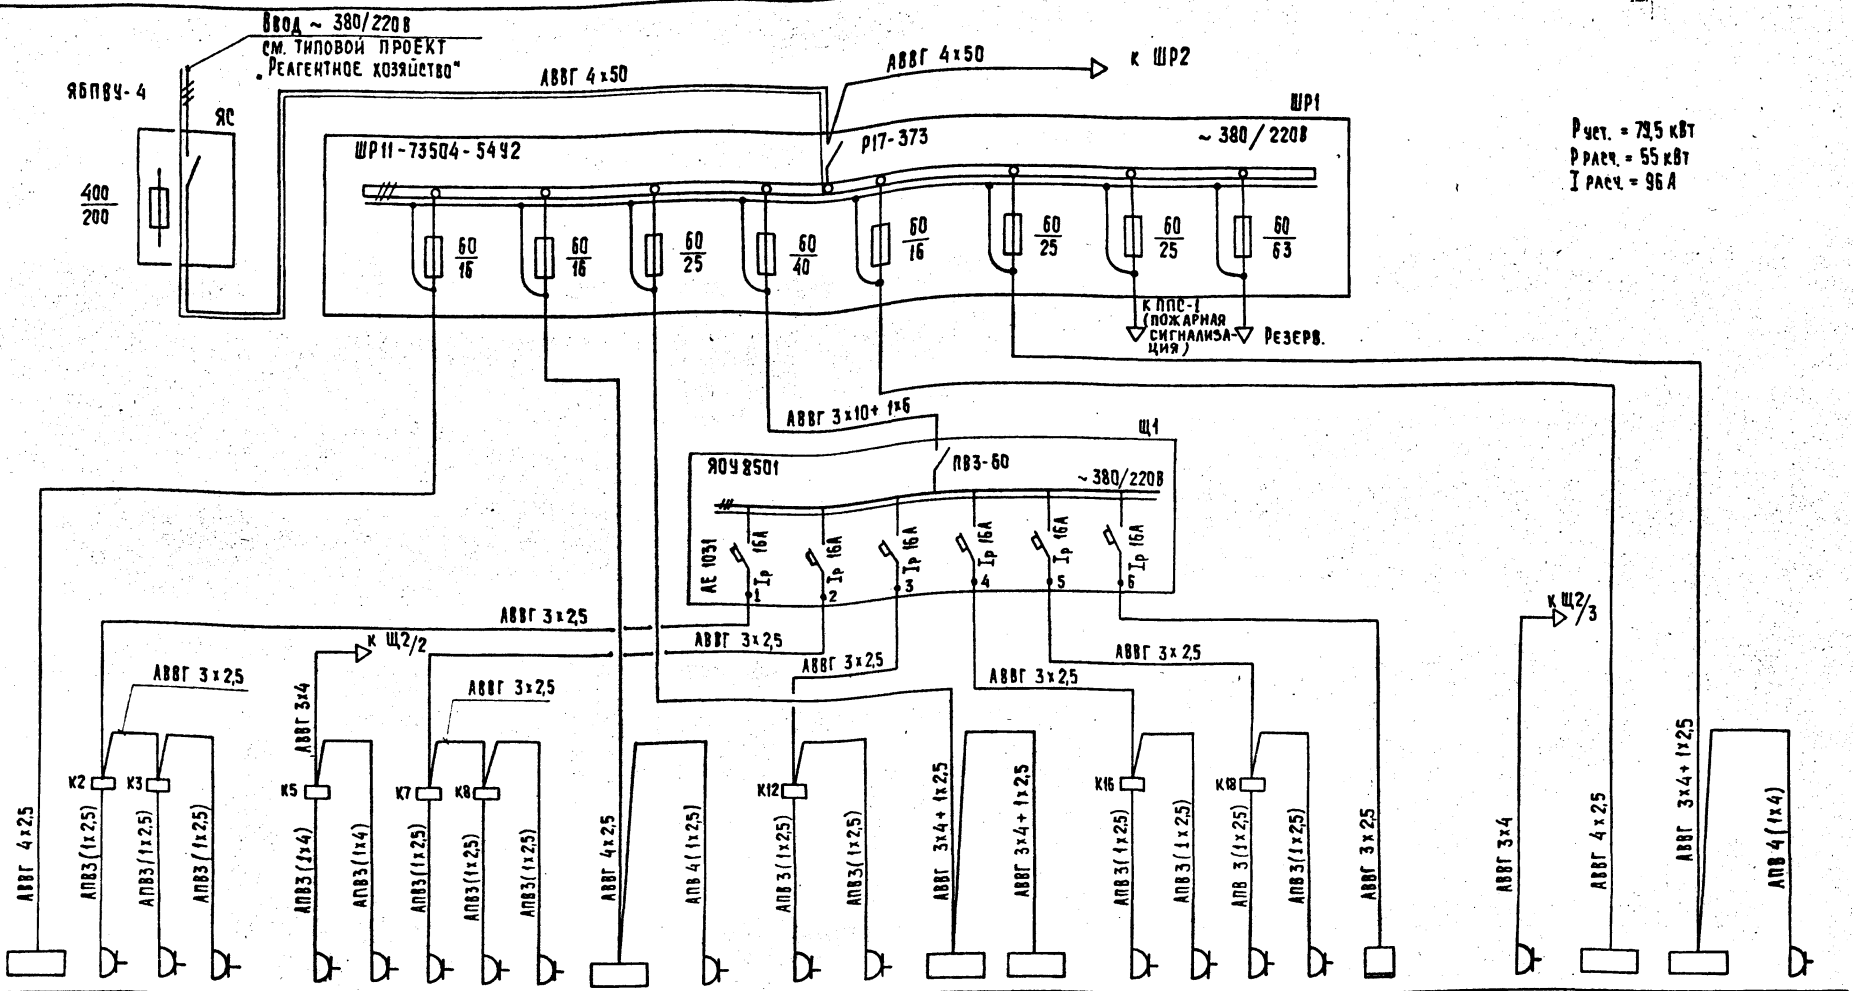 Ввод ~ 380/220 В
см. типовой проект
„Реагентное хозяйство“
ЯБПВУ-4
ЯС
400
200
АВВГ 4х50
АВВГ 4х50
к ШР2
ШР1
ШР11-73504-54У2
Р17-373
~ 380/220В
Р уст. = 79,5 кВт
Р расч. = 55 кВт
I расч. = 96 А
60
16
60
16
60
25
60
40
60
16
60
25
60
25
60
63
к ППС-1
(пожарная
сигнализа-
ция)
Резерв.
АВВГ 3х10+1х6
Щ1
ЯОУ8501
ПВЗ-60
~380/220В
АЕ 1031
Iр 16А
Iр 16А
Iр 16А
Iр 16А
Iр 16А
Iр 16А
1
2
3
4
5
6
АВВГ 3х2,5
к Щ2/2
АВВГ 3х2,5
АВВГ 3х2,5
АВВГ 3х2,5
АВВГ 3х2,5
к Щ2/3
АВВГ 3х2,5
АВВГ 3х4
АВВГ 3х2,5
К2
К3
К5
К7
К8
К12
К16
К18
АВВГ 4х2,5
АПВ3(1х2,5)
АПВ3(1х2,5)
АПВ3(1х2,5)
АПВ3(1х4)
АПВ3(1х4)
АПВ3(1х2,5)
АПВ3(1х2,5)
АПВ3(1х2,5)
АВВГ 4х2,5
АПВ 4(1х2,5)
АПВ 3(1х2,5)
АПВ3(1х2,5)
АВВГ 3х4+1х2,5
АВВГ 3х4+1х2,5
АПВ 3(1х2,5)
АПВ3(1х2,5)
АПВ 3(1х2,5)
АПВ3(1х2,5)
АВВГ 3х2,5
АВВГ 3х4
АВВГ 4х2,5
АВВГ 3х4+1х2,5
АПВ 4(1х4)